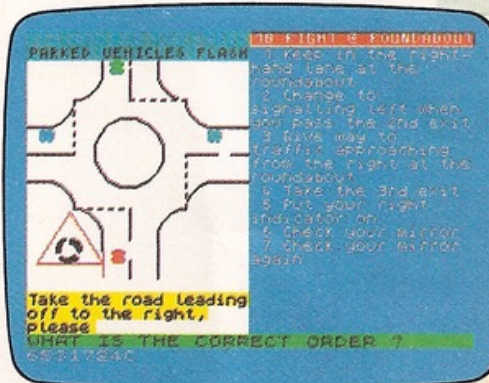 PARKED VEHICLES FLASH
Take the road leading
off to the right,
please
10 RIGHT @ ROUNDABOUT
1 Keep in the right-
hand lane at the
roundabout
2 Change to
signalling left when
you pass the 2nd exit
3 Give way to
traffic approaching
from the right at the
roundabout
4 Take the 3rd exit
5 Put your right
indicator on
6 Check your mirror
7 Check your mirror
again
WHAT IS THE CORRECT ORDER ?